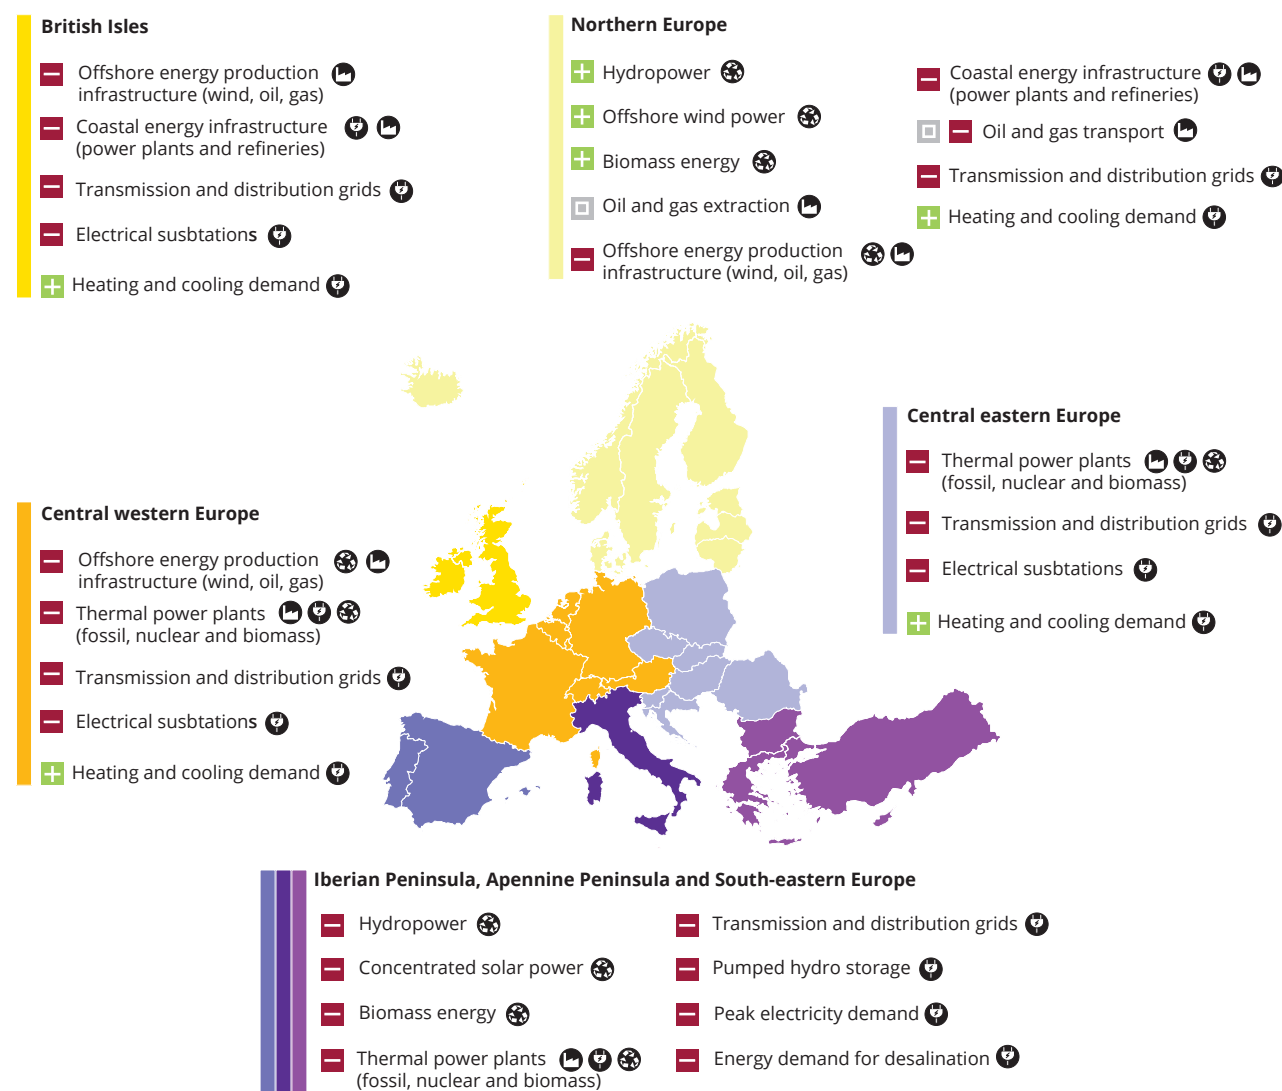 British Isles
Offshore energy production
infrastructure (wind, oil, gas)
Coastal energy infrastructure
(power plants and refineries)
Transmission and distribution grids
Electrical susbtations
Heating and cooling demand
Northern Europe
Hydropower
Offshore wind power
Biomass energy
Oil and gas extraction
Offshore energy production
infrastructure (wind, oil, gas)
Coastal energy infrastructure
(power plants and refineries)
Oil and gas transport
Transmission and distribution grids
Heating and cooling demand
Central eastern Europe
Thermal power plants
(fossil, nuclear and biomass)
Transmission and distribution grids
Electrical susbtations
Heating and cooling demand
Central western Europe
Offshore energy production
infrastructure (wind, oil, gas)
Thermal power plants
(fossil, nuclear and biomass)
Transmission and distribution grids
Electrical susbtations
Heating and cooling demand
Iberian Peninsula, Apennine Peninsula and South-eastern Europe
Hydropower
Concentrated solar power
Biomass energy
Thermal power plants
(fossil, nuclear and biomass)
Transmission and distribution grids
Pumped hydro storage
Peak electricity demand
Energy demand for desalination